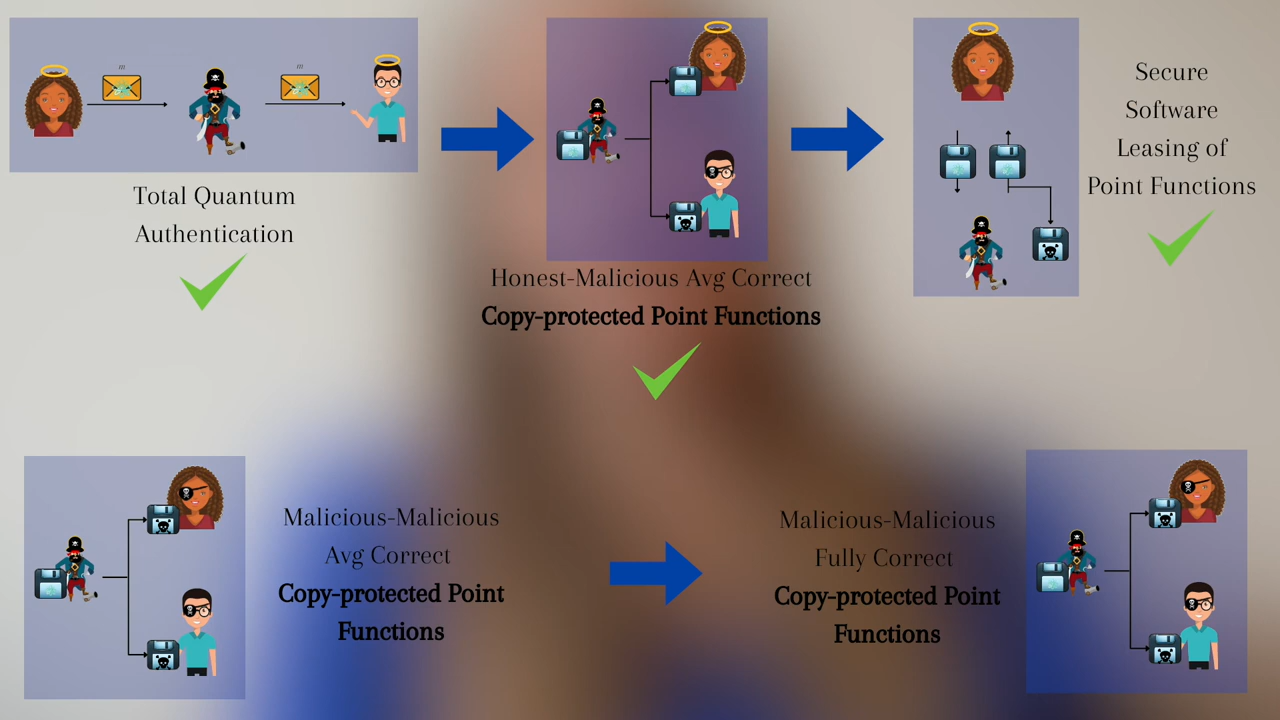 Total Quantum
Authentication
Honest-Malicious Avg Correct
Copy-protected Point Functions
Secure
Software
Leasing of
Point Functions
Malicious-Malicious
Avg Correct
Copy-protected Point
Functions
Malicious-Malicious
Fully Correct
Copy-protected Point
Functions